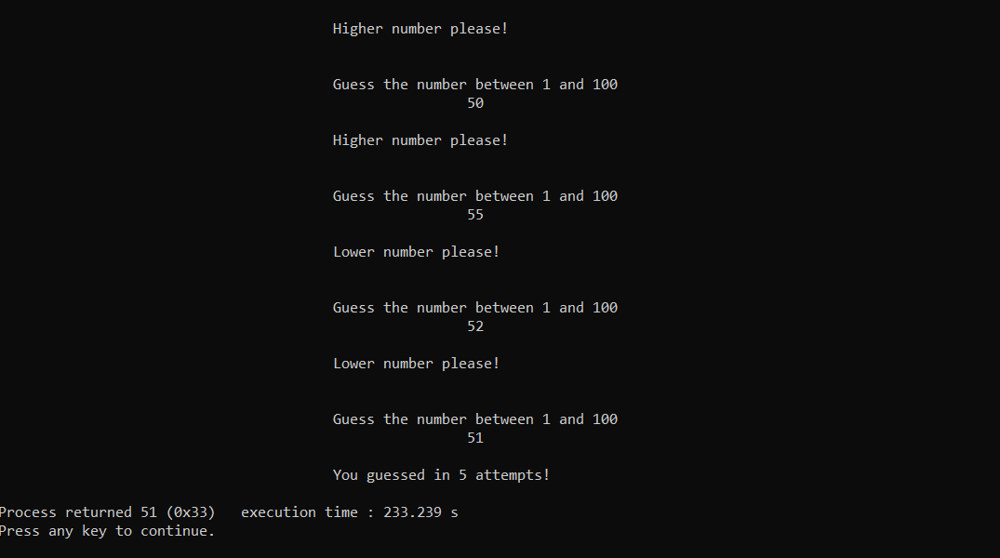 Higher number please!
Guess the number between 1 and 100
50
Higher number please!
Guess the number between 1 and 100
55
Lower number please!
Guess the number between 1 and 100
52
Lower number please!
Guess the number between 1 and 100
51
You guessed in 5 attempts!
Process returned 51 (0x33)   execution time : 233.239 s
Press any key to continue.